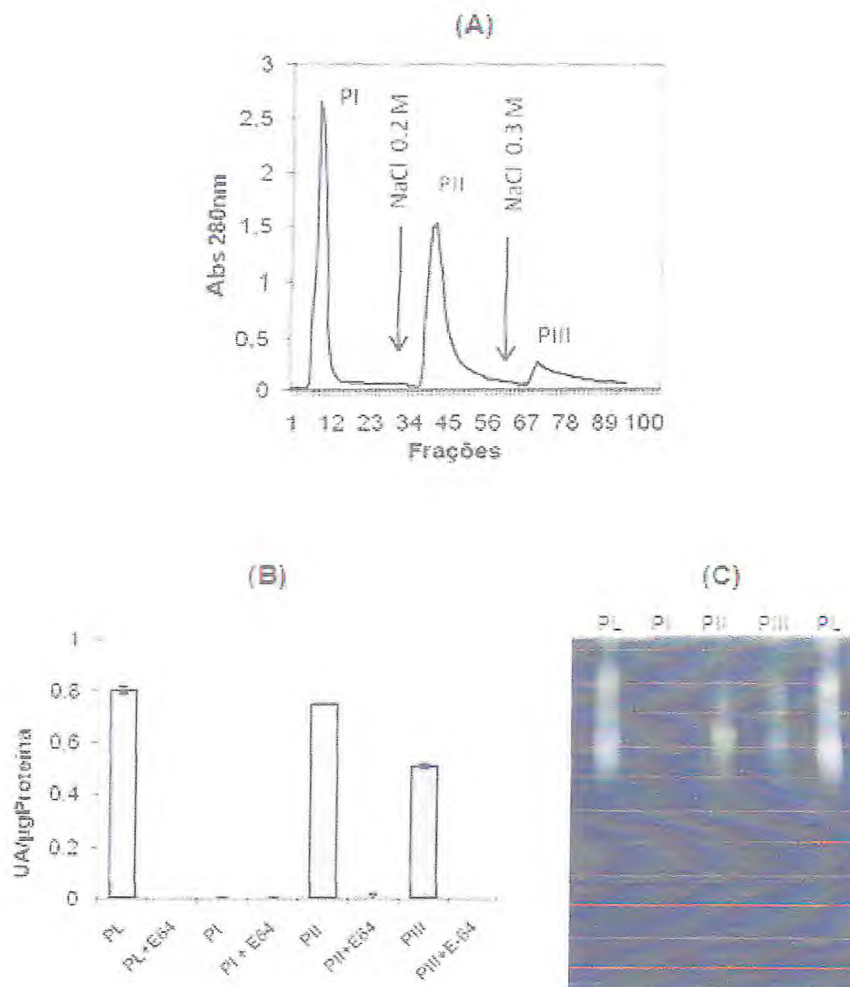 (A)
3
2.5
2
1.5
1
0.5
0
Abs 280nm
PI
NaCl 0.2 M
PII
NaCl 0.3 M
PIII
1 12 23 34 45 56 67 78 89 100
Frações
(B)
1
0.8
0.6
0.4
0.2
0
UA/µgProteína
PL
PL+E64
PI
PI + E64
PII
PII+E64
PIII
PIII+E-64
(C)
PL PI PII PIII PL